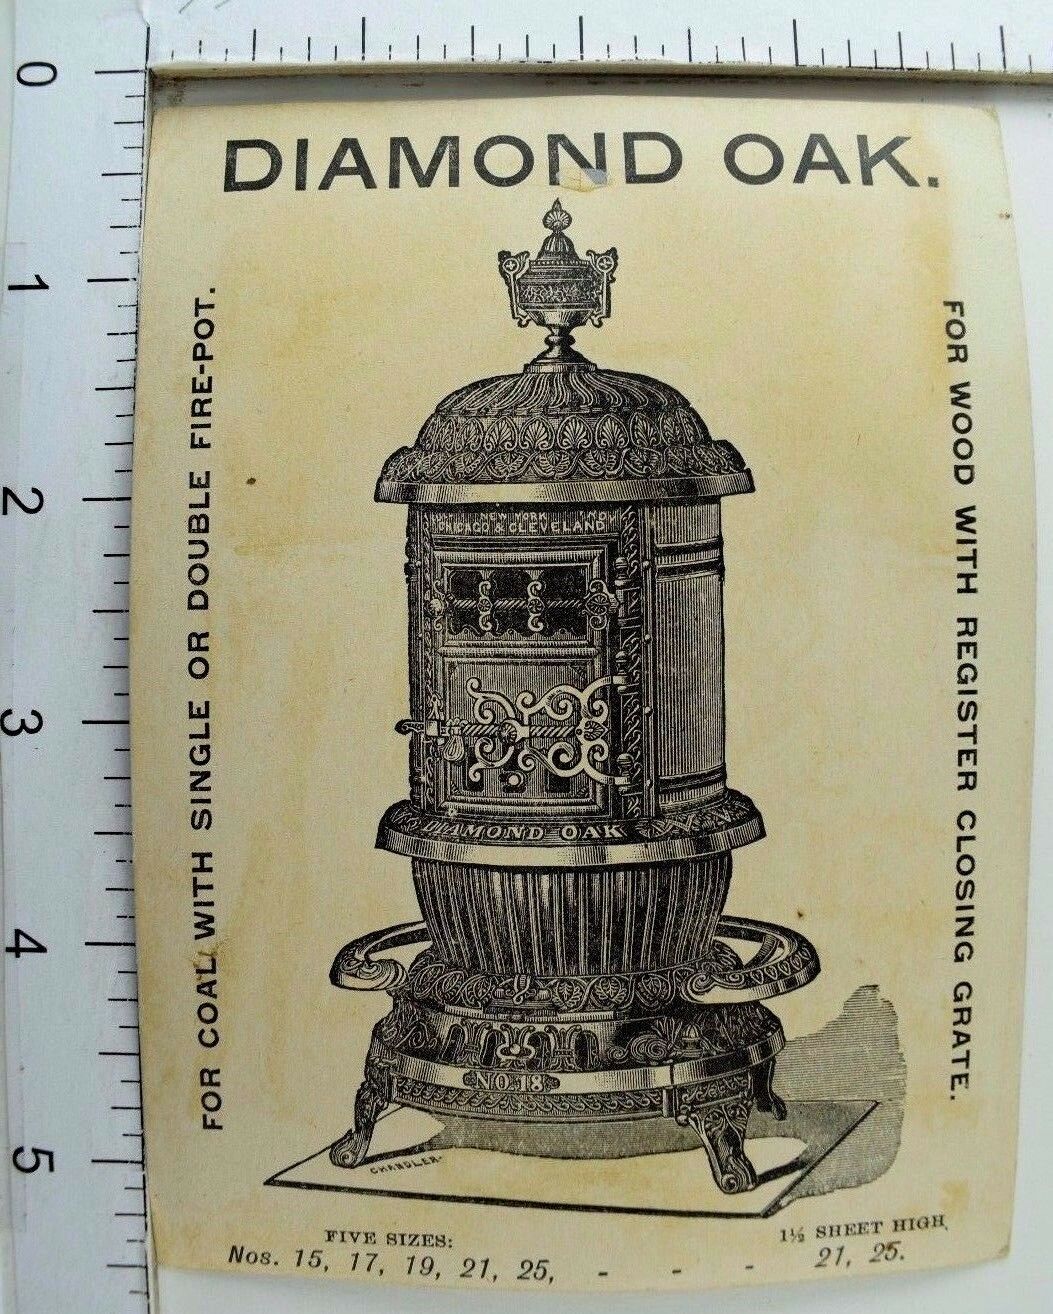 0
1
2
3
4
5
DIAMOND OAK.
FOR COAL WITH SINGLE OR DOUBLE FIRE-POT.
FOR WOOD WITH REGISTER CLOSING GRATE.
NEW YORK
CHICAGO & CLEVELAND
DIAMOND OAK
NO. 18
CHANDLER
FIVE SIZES:
1½ SHEET HIGH,
Nos. 15, 17, 19, 21, 25, - - - 21, 25.